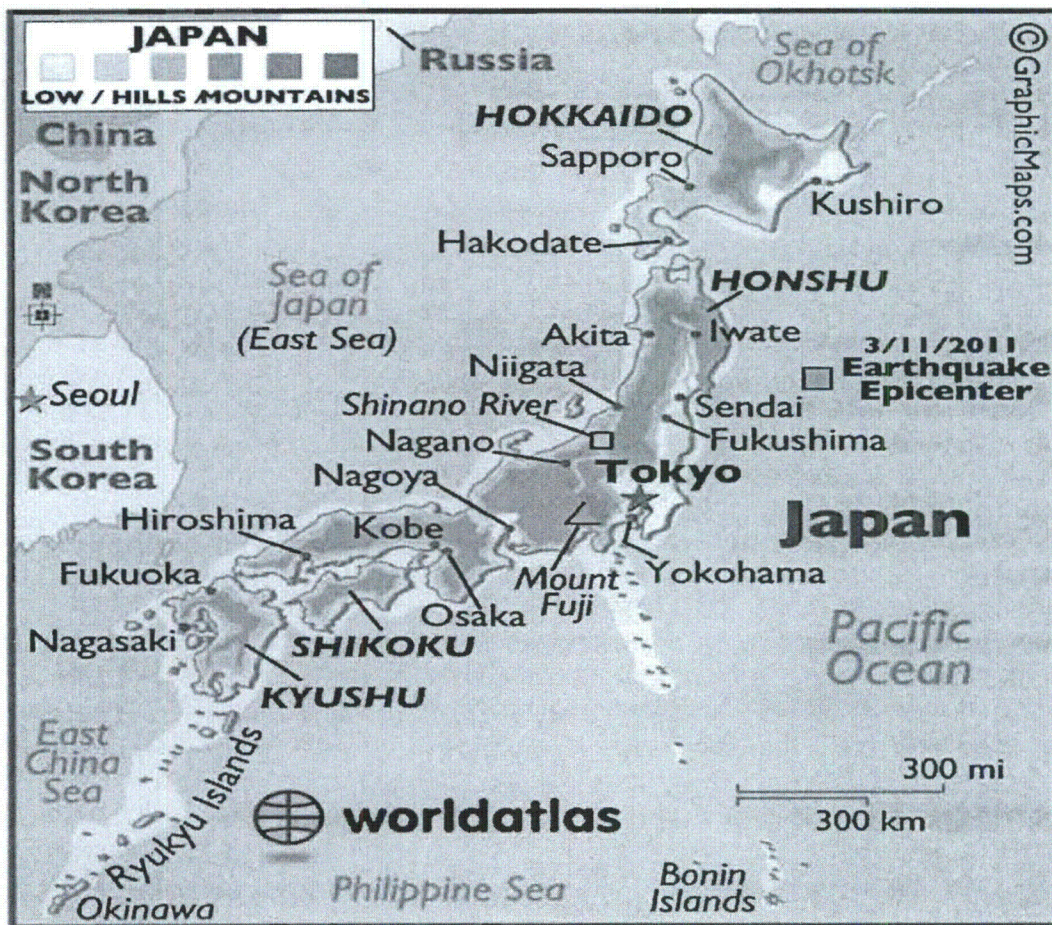 JAPAN
LOW / HILLS /MOUNTAINS
Russia
Sea of
Okhotsk
©GraphicMaps.com
China
North
Korea
HOKKAIDO
Sapporo
Kushiro
Hakodate
Sea of
Japan
(East Sea)
HONSHU
Akita
Iwate
3/11/2011
Earthquake
Epicenter
Niigata
Seoul
Shinano River
Sendai
Nagano
Fukushima
South
Korea
Tokyo
Nagoya
Hiroshima
Kobe
Japan
Fukuoka
Mount
Fuji
Yokohama
Osaka
Nagasaki
SHIKOKU
Pacific
Ocean
KYUSHU
East
China
Sea
Ryukyu Islands
300 mi
300 km
worldatlas
Okinawa
Philippine Sea
Bonin
Islands